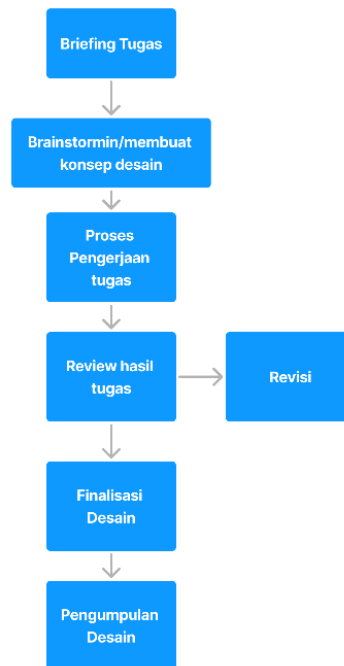 Briefing Tugas
Brainstormin/membuat
konsep desain
Proses
Pengerjaan
tugas
Review hasil
tugas
Revisi
Finalisasi
Desain
Pengumpulan
Desain